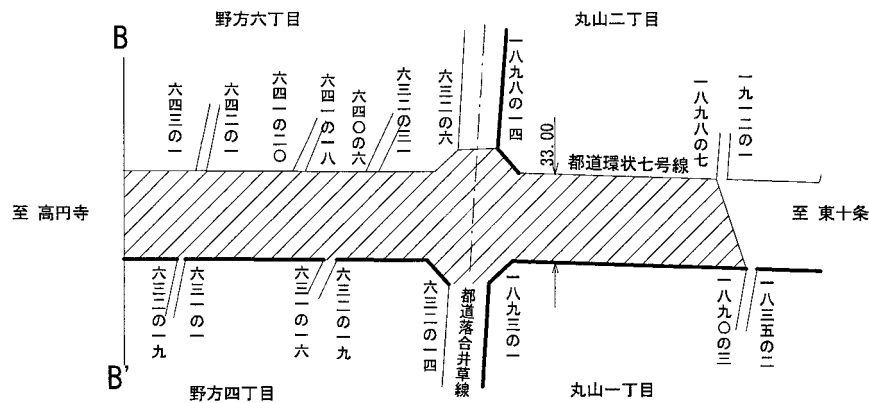 野方六丁目
丸山二丁目
B
六四三の一
六四二の一
六四一の二〇
六四一の一八
六四〇の六
六三二の三一
六三二の六
一八九八の一四
33.00
都道環状七号線
一八九八の七
一九一二の一
至 高円寺
至 東十条
六三二の一九
六三一の一
六三一の一六
六三二の一九
六三二の一四
都道落合井草線
一八九三の一
一八九〇の三
一八三五の二
B'
野方四丁目
丸山一丁目